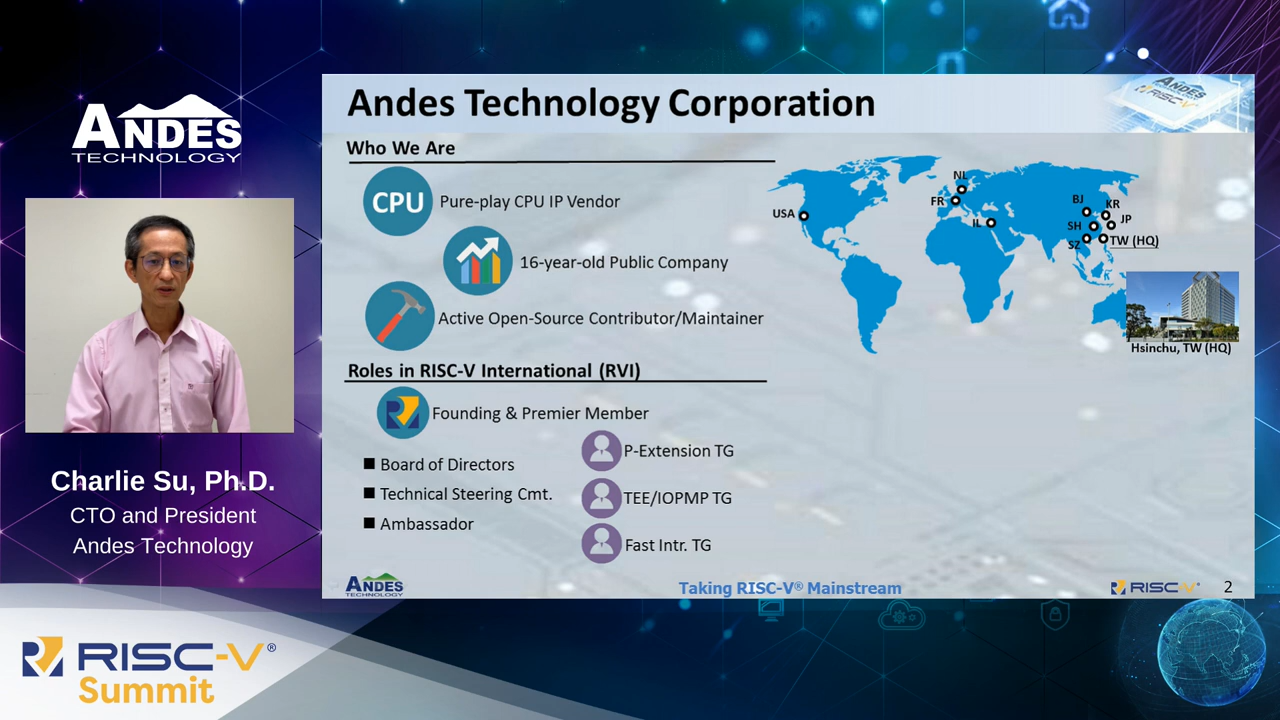 ANDES
TECHNOLOGY
Charlie Su, Ph.D.
CTO and President
Andes Technology
RISC-V®
Summit
Andes Technology Corporation
ANDES
RISC-V
Who We Are
CPU
Pure-play CPU IP Vendor
16-year-old Public Company
Active Open-Source Contributor/Maintainer
USA
NL
FR
IL
BJ
KR
JP
SH
SZ
TW (HQ)
Hsinchu, TW (HQ)
Roles in RISC-V International (RVI)
Founding & Premier Member
■ Board of Directors
■ Technical Steering Cmt.
■ Ambassador
P-Extension TG
TEE/IOPMP TG
Fast Intr. TG
ANDES
TECHNOLOGY
Taking RISC-V® Mainstream
RISC-V®
2